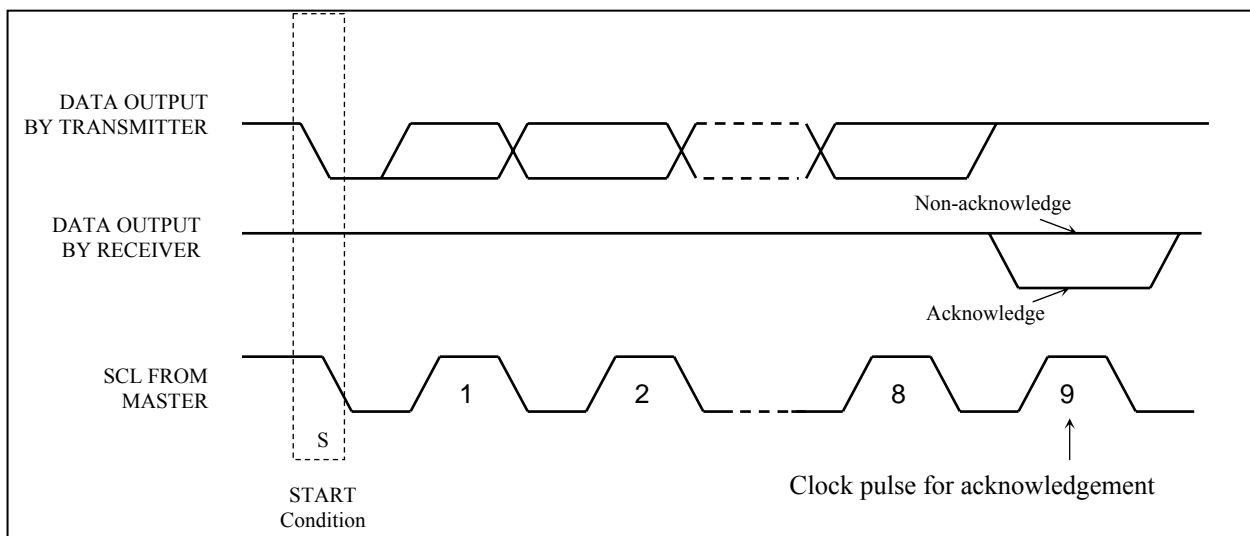 DATA OUTPUT
BY TRANSMITTER
Non-acknowledge
DATA OUTPUT
BY RECEIVER
Acknowledge
SCL FROM
MASTER
1
2
8
9
S
START
Condition
Clock pulse for acknowledgement